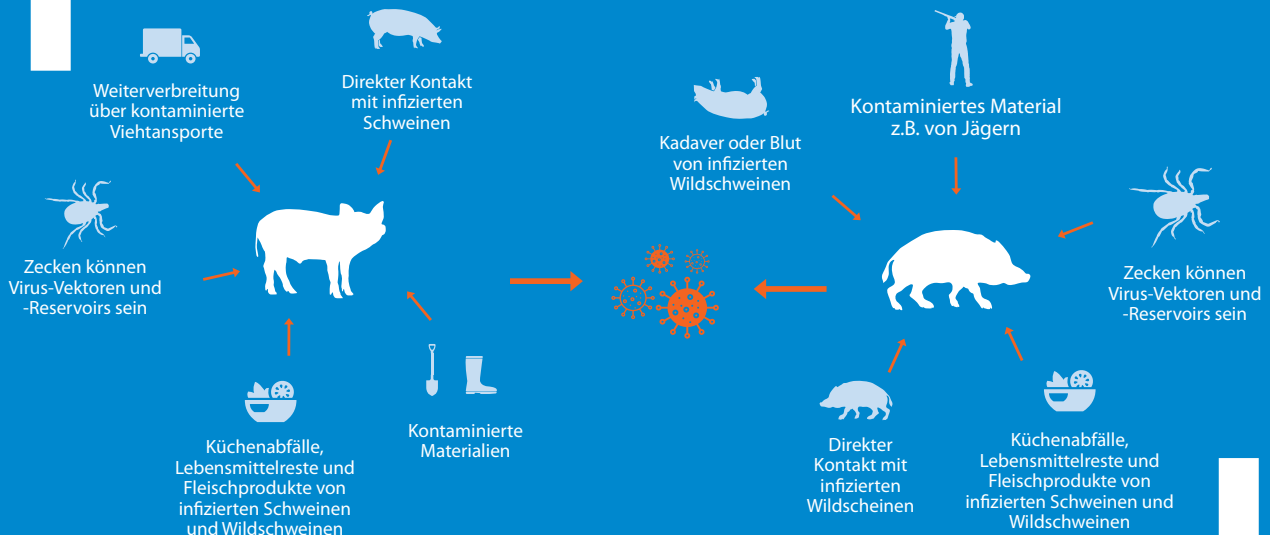 Weiterverbreitung
über kontaminierte
Viehtansporte
Direkter Kontakt
mit infizierten
Schweinen
Zecken können
Virus-Vektoren und
-Reservoirs sein
Küchenabfälle,
Lebensmittelreste und
Fleischprodukte von
infizierten Schweinen
und Wildschweinen
Kontaminierte
Materialien
Kadaver oder Blut
von infizierten
Wildschweinen
Kontaminiertes Material
z.B. von Jägern
Zecken können
Virus-Vektoren und
-Reservoirs sein
Direkter
Kontakt mit
infizierten
Wildscheinen
Küchenabfälle,
Lebensmittelreste und
Fleischprodukte von
infizierten Schweinen und
Wildschweinen